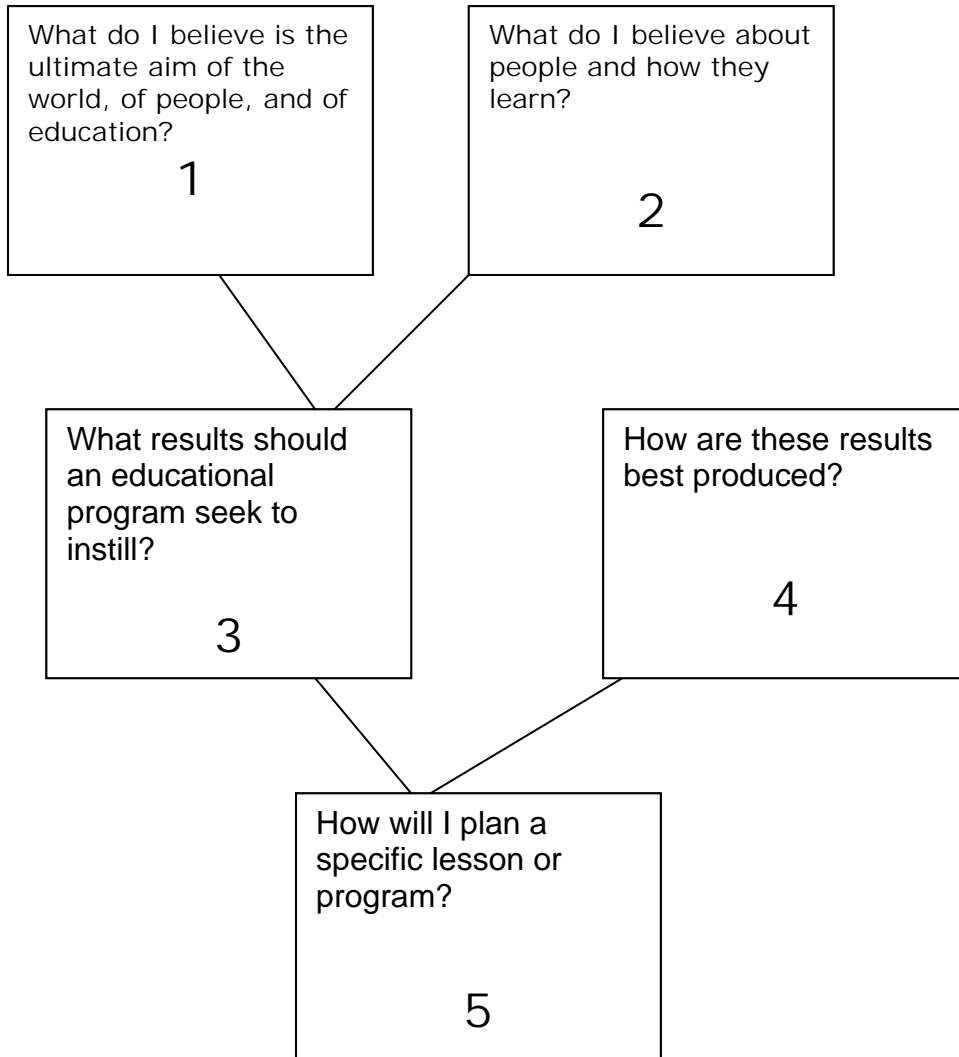 What do I believe is the
ultimate aim of the
world, of people, and of
education?
1
What do I believe about
people and how they
learn?
2
What results should
an educational
program seek to
instill?
3
How are these results
best produced?
4
How will I plan a
specific lesson or
program?
5